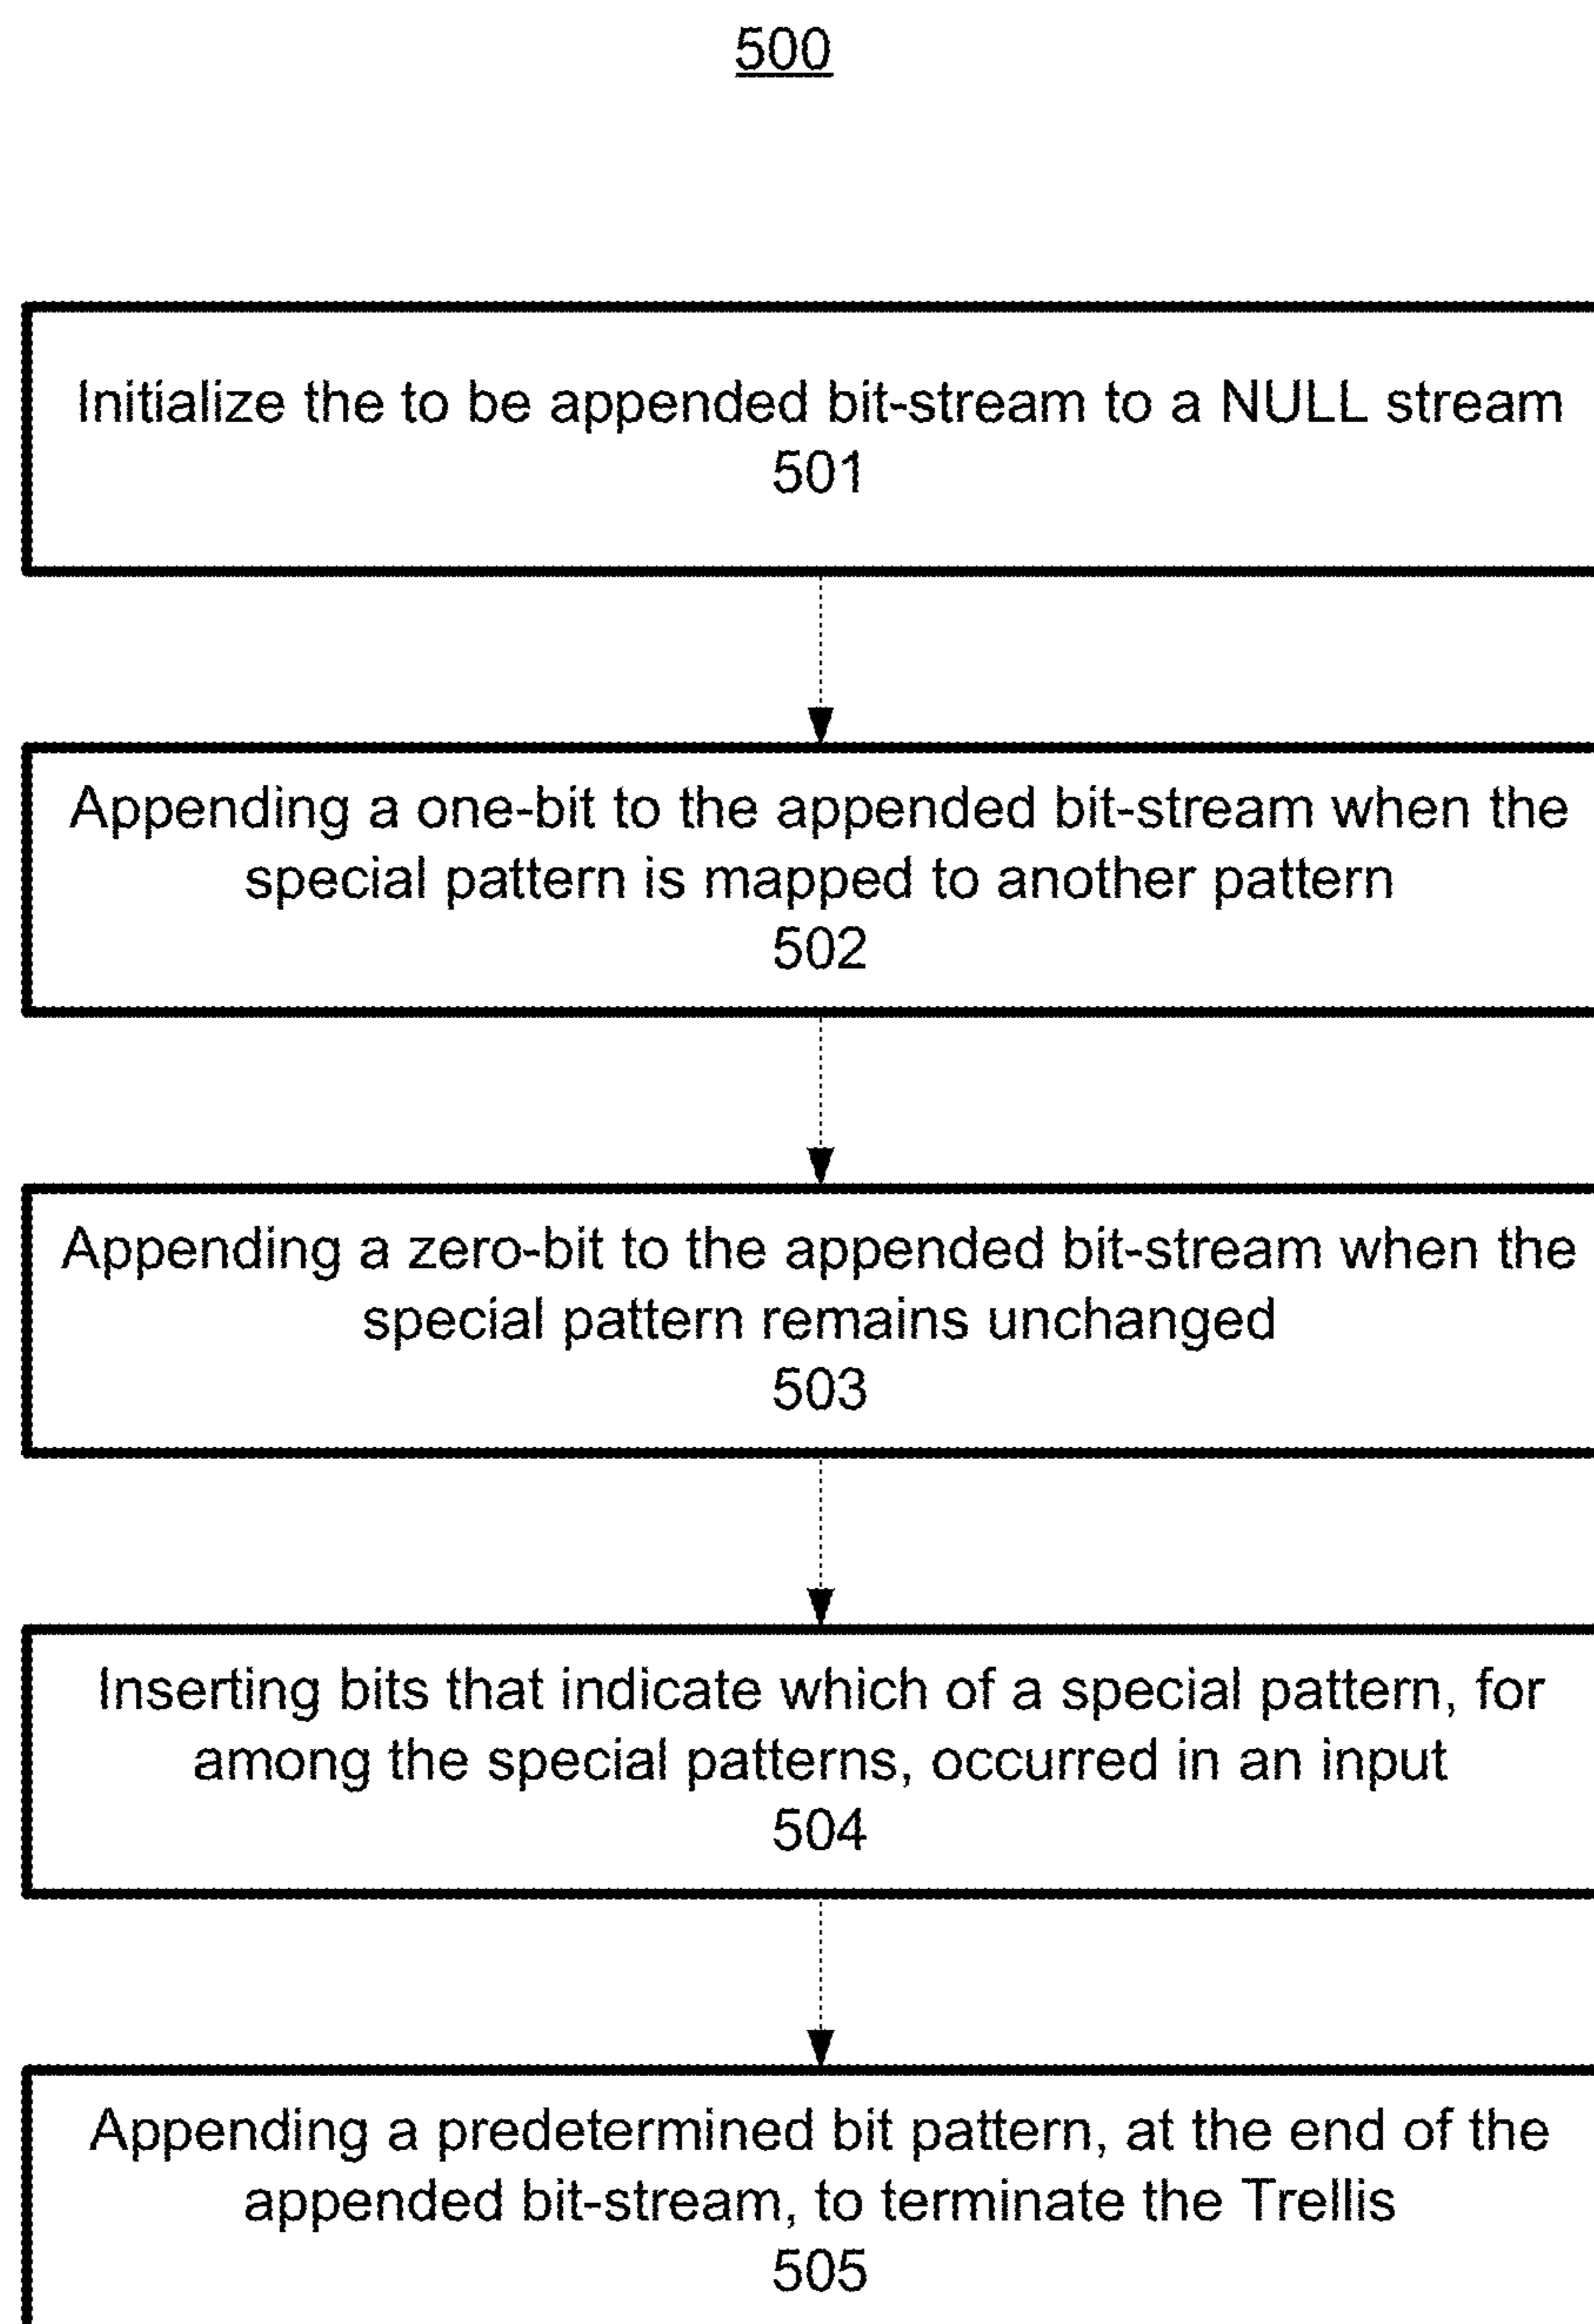 500
Initialize the to be appended bit-stream to a NULL stream
501
Appending a one-bit to the appended bit-stream when the
special pattern is mapped to another pattern
502
Appending a zero-bit to the appended bit-stream when the
special pattern remains unchanged
503
Inserting bits that indicate which of a special pattern, for
among the special patterns, occurred in an input
504
Appending a predetermined bit pattern, at the end of the
appended bit-stream, to terminate the Trellis
505